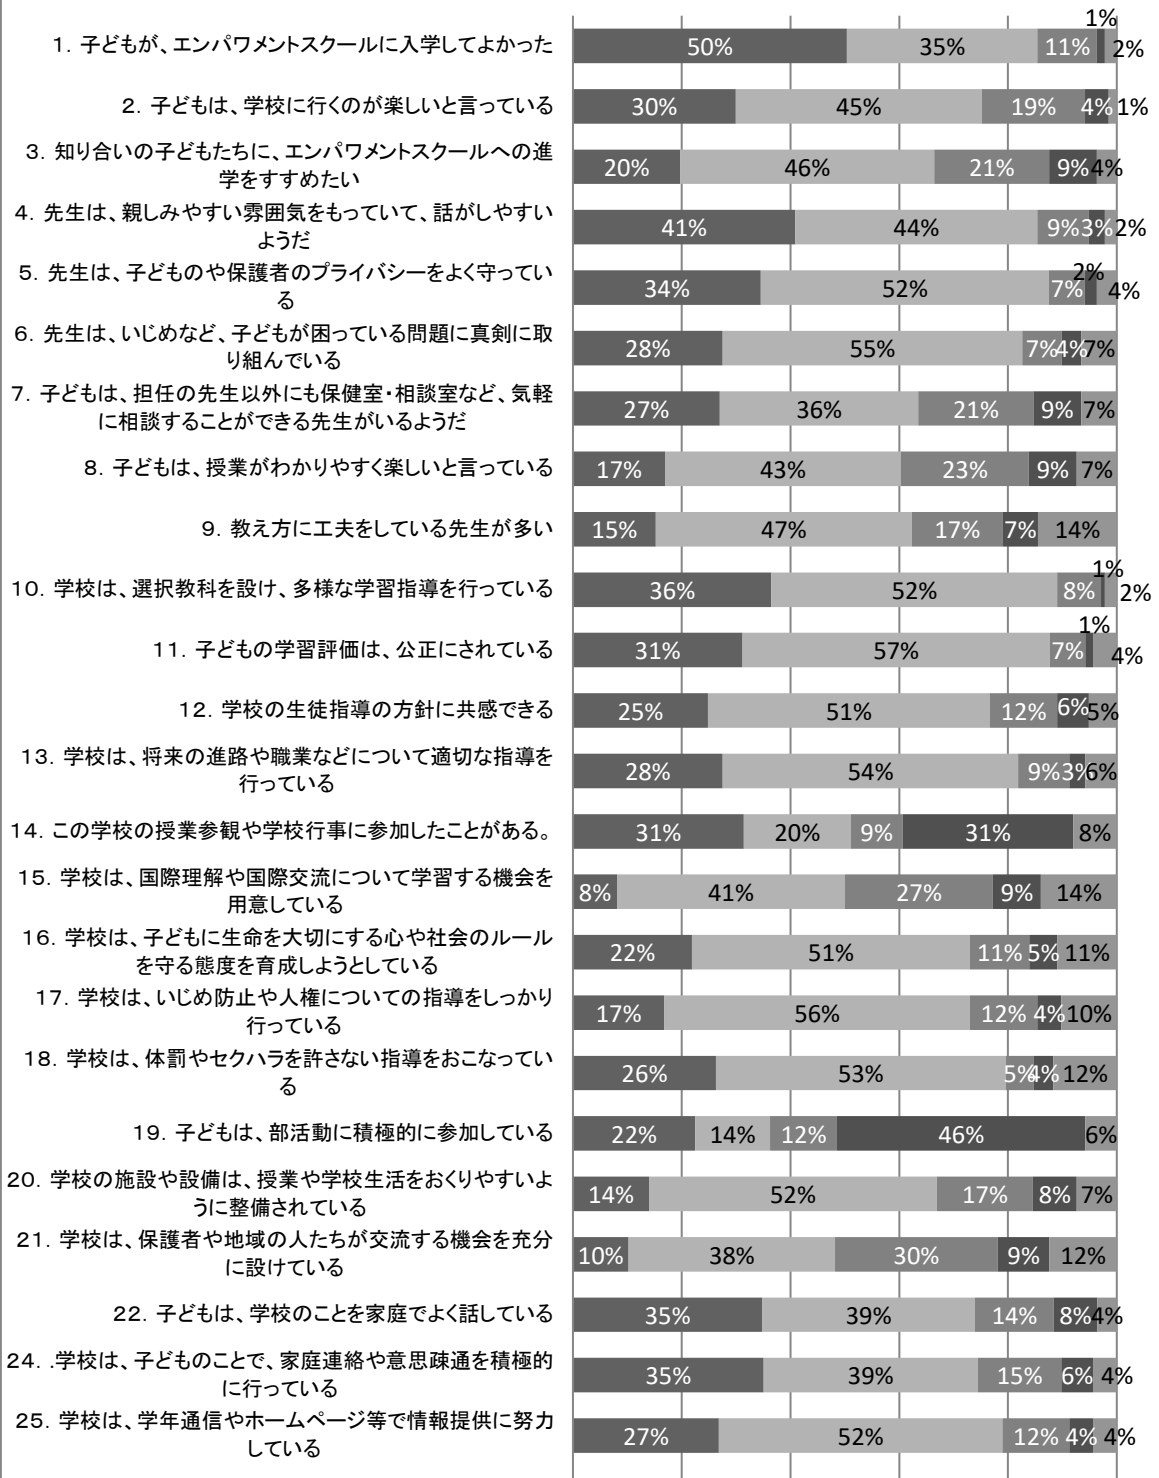 1. 子どもが、エンパワメントスクールに入学してよかった
50% 35% 11% 1% 2%
2. 子どもは、学校に行くのが楽しいと言っている
30% 45% 19% 4% 1%
3. 知り合いの子どもたちに、エンパワメントスクールへの進
学をすすめたい
20% 46% 21% 9% 4%
4. 先生は、親しみやすい雰囲気をもっていて、話がしやすい
ようだ
41% 44% 9% 3% 2%
5. 先生は、子どものや保護者のプライバシーをよく守ってい
る
34% 52% 7% 2% 4%
6. 先生は、いじめなど、子どもが困っている問題に真剣に取
り組んでいる
28% 55% 7% 4% 7%
7. 子どもは、担任の先生以外にも保健室・相談室など、気軽
に相談することができる先生がいるようだ
27% 36% 21% 9% 7%
8. 子どもは、授業がわかりやすく楽しいと言っている
17% 43% 23% 9% 7%
9. 教え方に工夫をしている先生が多い
15% 47% 17% 7% 14%
10. 学校は、選択教科を設け、多様な学習指導を行っている
36% 52% 8% 1% 2%
11. 子どもの学習評価は、公正にされている
31% 57% 7% 1% 4%
12. 学校の生徒指導の方針に共感できる
25% 51% 12% 6% 5%
13. 学校は、将来の進路や職業などについて適切な指導を
行っている
28% 54% 9% 3% 6%
14. この学校の授業参観や学校行事に参加したことがある。
31% 20% 9% 31% 8%
15. 学校は、国際理解や国際交流について学習する機会を
用意している
8% 41% 27% 9% 14%
16. 学校は、子どもに生命を大切にする心や社会のルール
を守る態度を育成しようとしている
22% 51% 11% 5% 11%
17. 学校は、いじめ防止や人権についての指導をしっかり
行っている
17% 56% 12% 4% 10%
18. 学校は、体罰やセクハラを許さない指導をおこなってい
る
26% 53% 5% 4% 12%
19. 子どもは、部活動に積極的に参加している
22% 14% 12% 46% 6%
20. 学校の施設や設備は、授業や学校生活をおくりやすいよ
うに整備されている
14% 52% 17% 8% 7%
21. 学校は、保護者や地域の人たちが交流する機会を充分
に設けている
10% 38% 30% 9% 12%
22. 子どもは、学校のことを家庭でよく話している
35% 39% 14% 8% 4%
24. .学校は、子どものことで、家庭連絡や意思疎通を積極的
に行っている
35% 39% 15% 6% 4%
25. 学校は、学年通信やホームページ等で情報提供に努力
している
27% 52% 12% 4% 4%